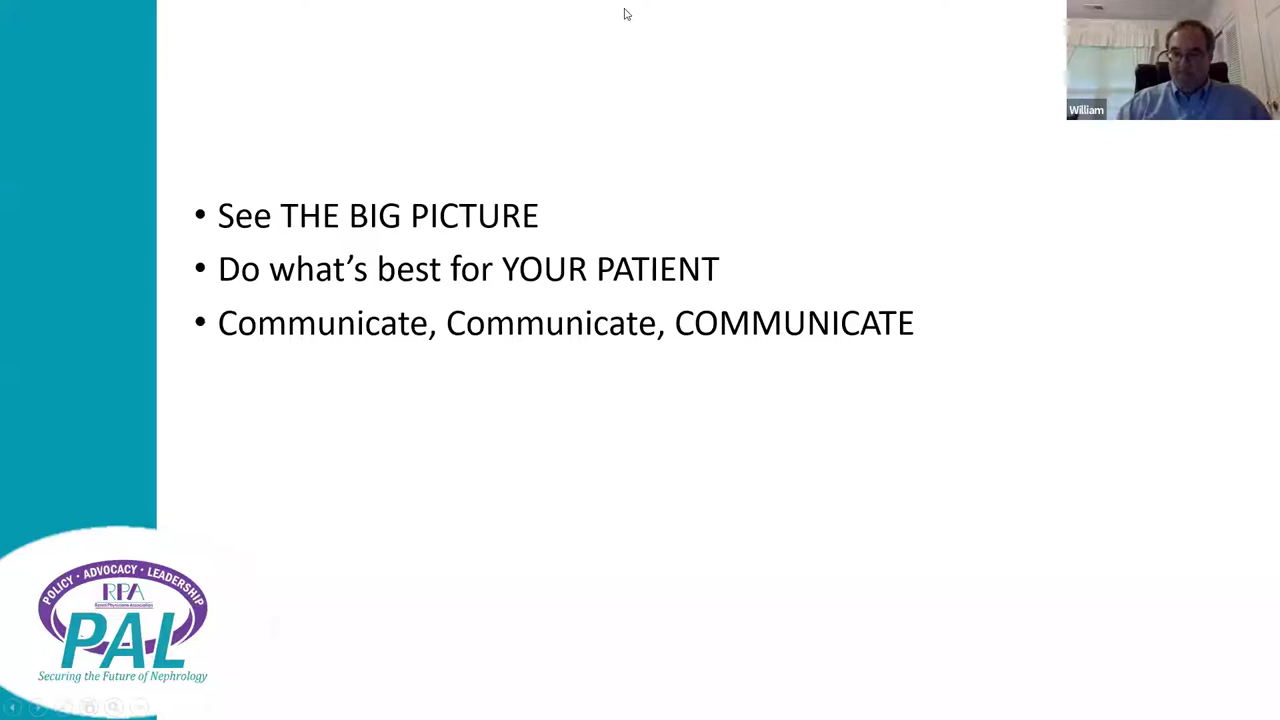 William
• See THE BIG PICTURE
• Do what’s best for YOUR PATIENT
• Communicate, Communicate, COMMUNICATE
POLICY · ADVOCACY · LEADERSHIP
RPA
Renal Physicians Association
PAL
Securing the Future of Nephrology